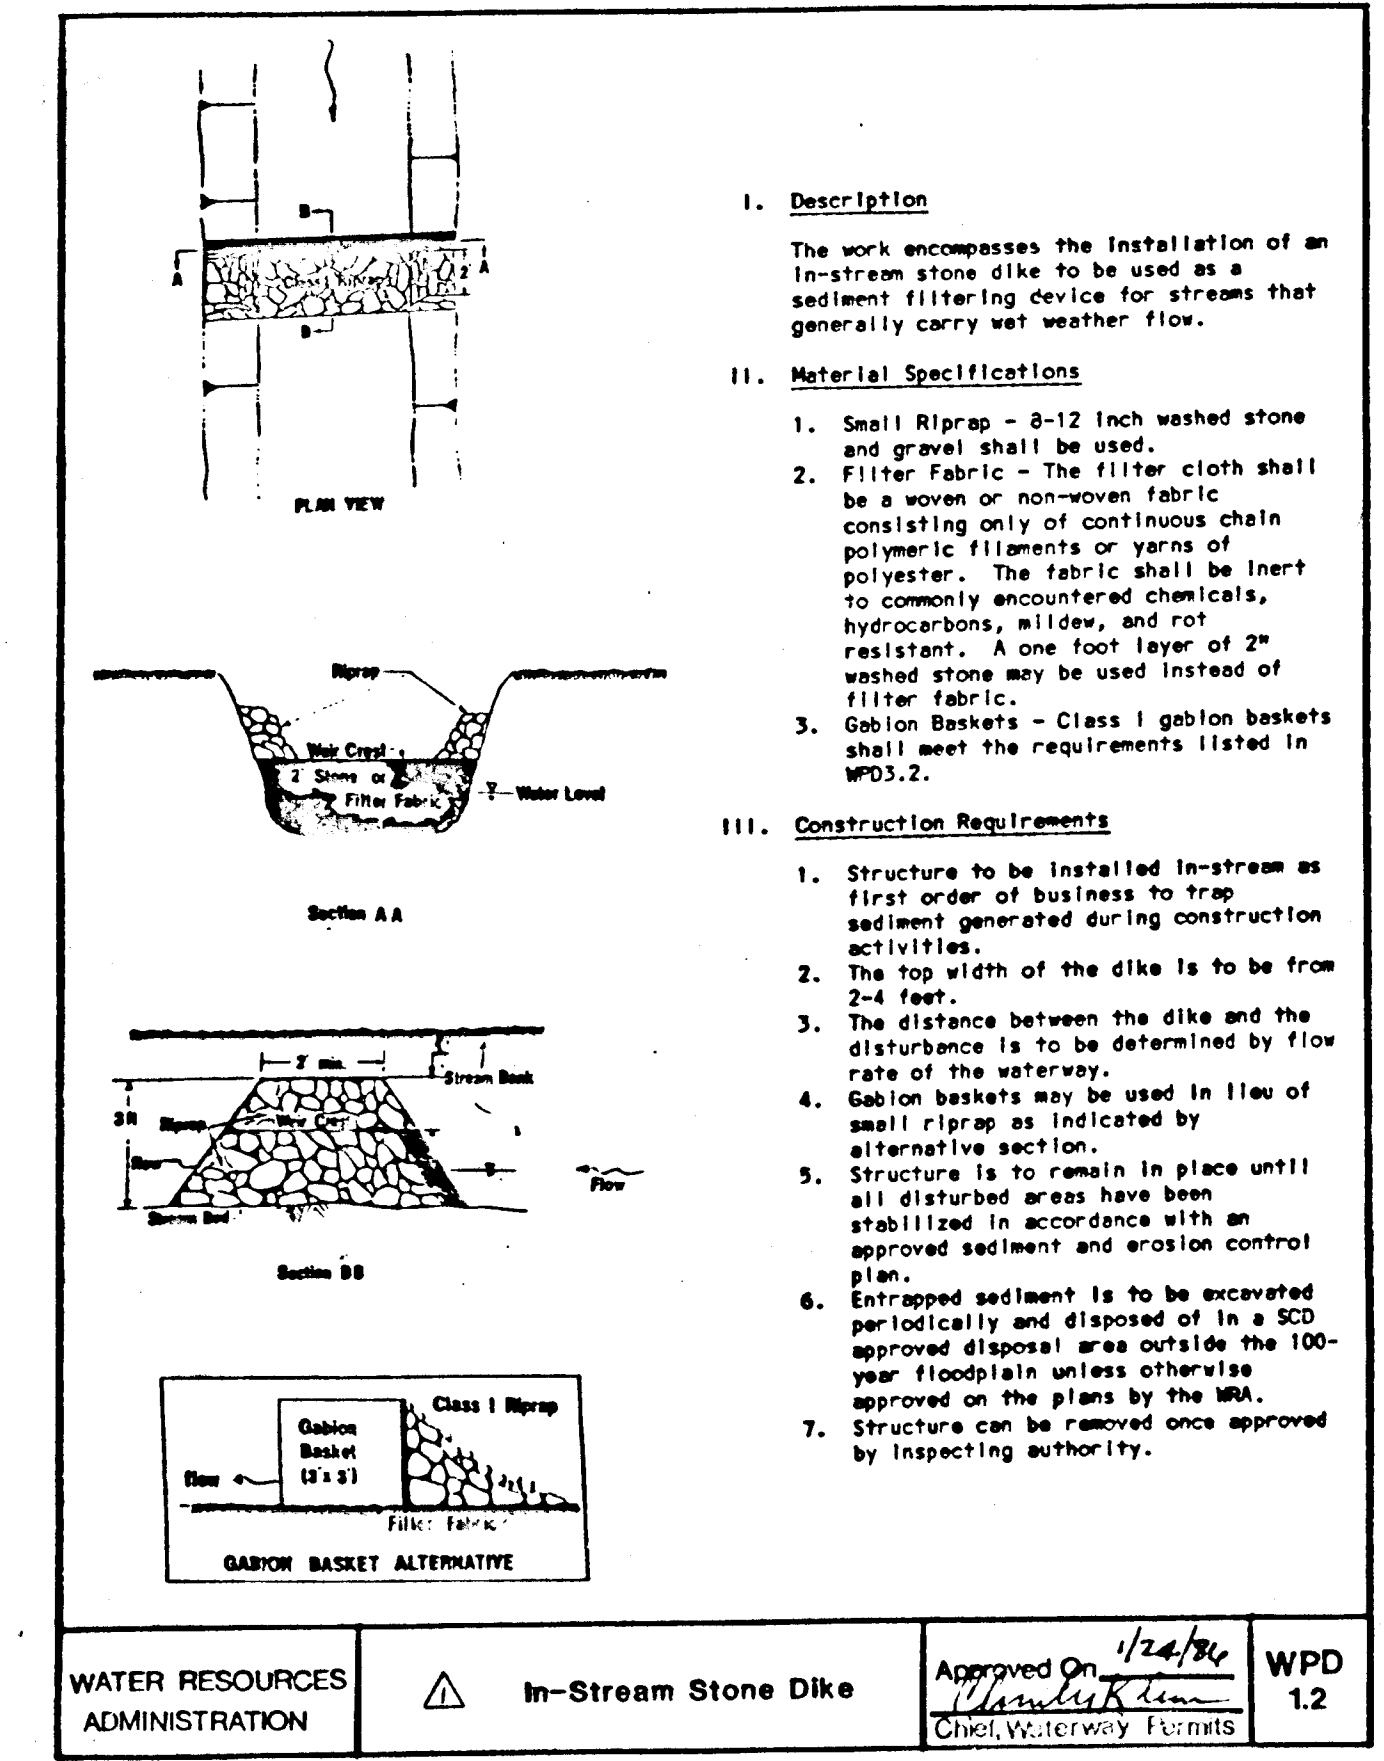 B
A
A
2'
Class I Riprap
B
PLAN VIEW
Riprap
Weir Crest
2" Stone or
Filter Fabric
Water Level
Section A A
2' min.
Stream Bank
3 ft
Riprap
Weir Crest
flow
Flow
Stream Bed
Section BB
Class I Riprap
Gabion
Basket
(3'x 3')
flow
Filter Fabric
GABION BASKET ALTERNATIVE
I. Description
The work encompasses the installation of an
in-stream stone dike to be used as a
sediment filtering device for streams that
generally carry wet weather flow.
II. Material Specifications
1. Small Riprap - 8-12 inch washed stone
and gravel shall be used.
2. Filter Fabric - The filter cloth shall
be a woven or non-woven fabric
consisting only of continuous chain
polymeric filaments or yarns of
polyester. The fabric shall be inert
to commonly encountered chemicals,
hydrocarbons, mildew, and rot
resistant. A one foot layer of 2"
washed stone may be used instead of
filter fabric.
3. Gabion Baskets - Class I gabion baskets
shall meet the requirements listed in
WPD3.2.
III. Construction Requirements
1. Structure to be installed in-stream as
first order of business to trap
sediment generated during construction
activities.
2. The top width of the dike is to be from
2-4 feet.
3. The distance between the dike and the
disturbance is to be determined by flow
rate of the waterway.
4. Gabion baskets may be used in lieu of
small riprap as indicated by
alternative section.
5. Structure is to remain in place until
all disturbed areas have been
stabilized in accordance with an
approved sediment and erosion control
plan.
6. Entrapped sediment is to be excavated
periodically and disposed of in a SCD
approved disposal area outside the 100-
year floodplain unless otherwise
approved on the plans by the WRA.
7. Structure can be removed once approved
by inspecting authority.
WATER RESOURCES
ADMINISTRATION
1
In-Stream Stone Dike
Approved On 1/24/86
Chief, Waterway Permits
WPD
1.2